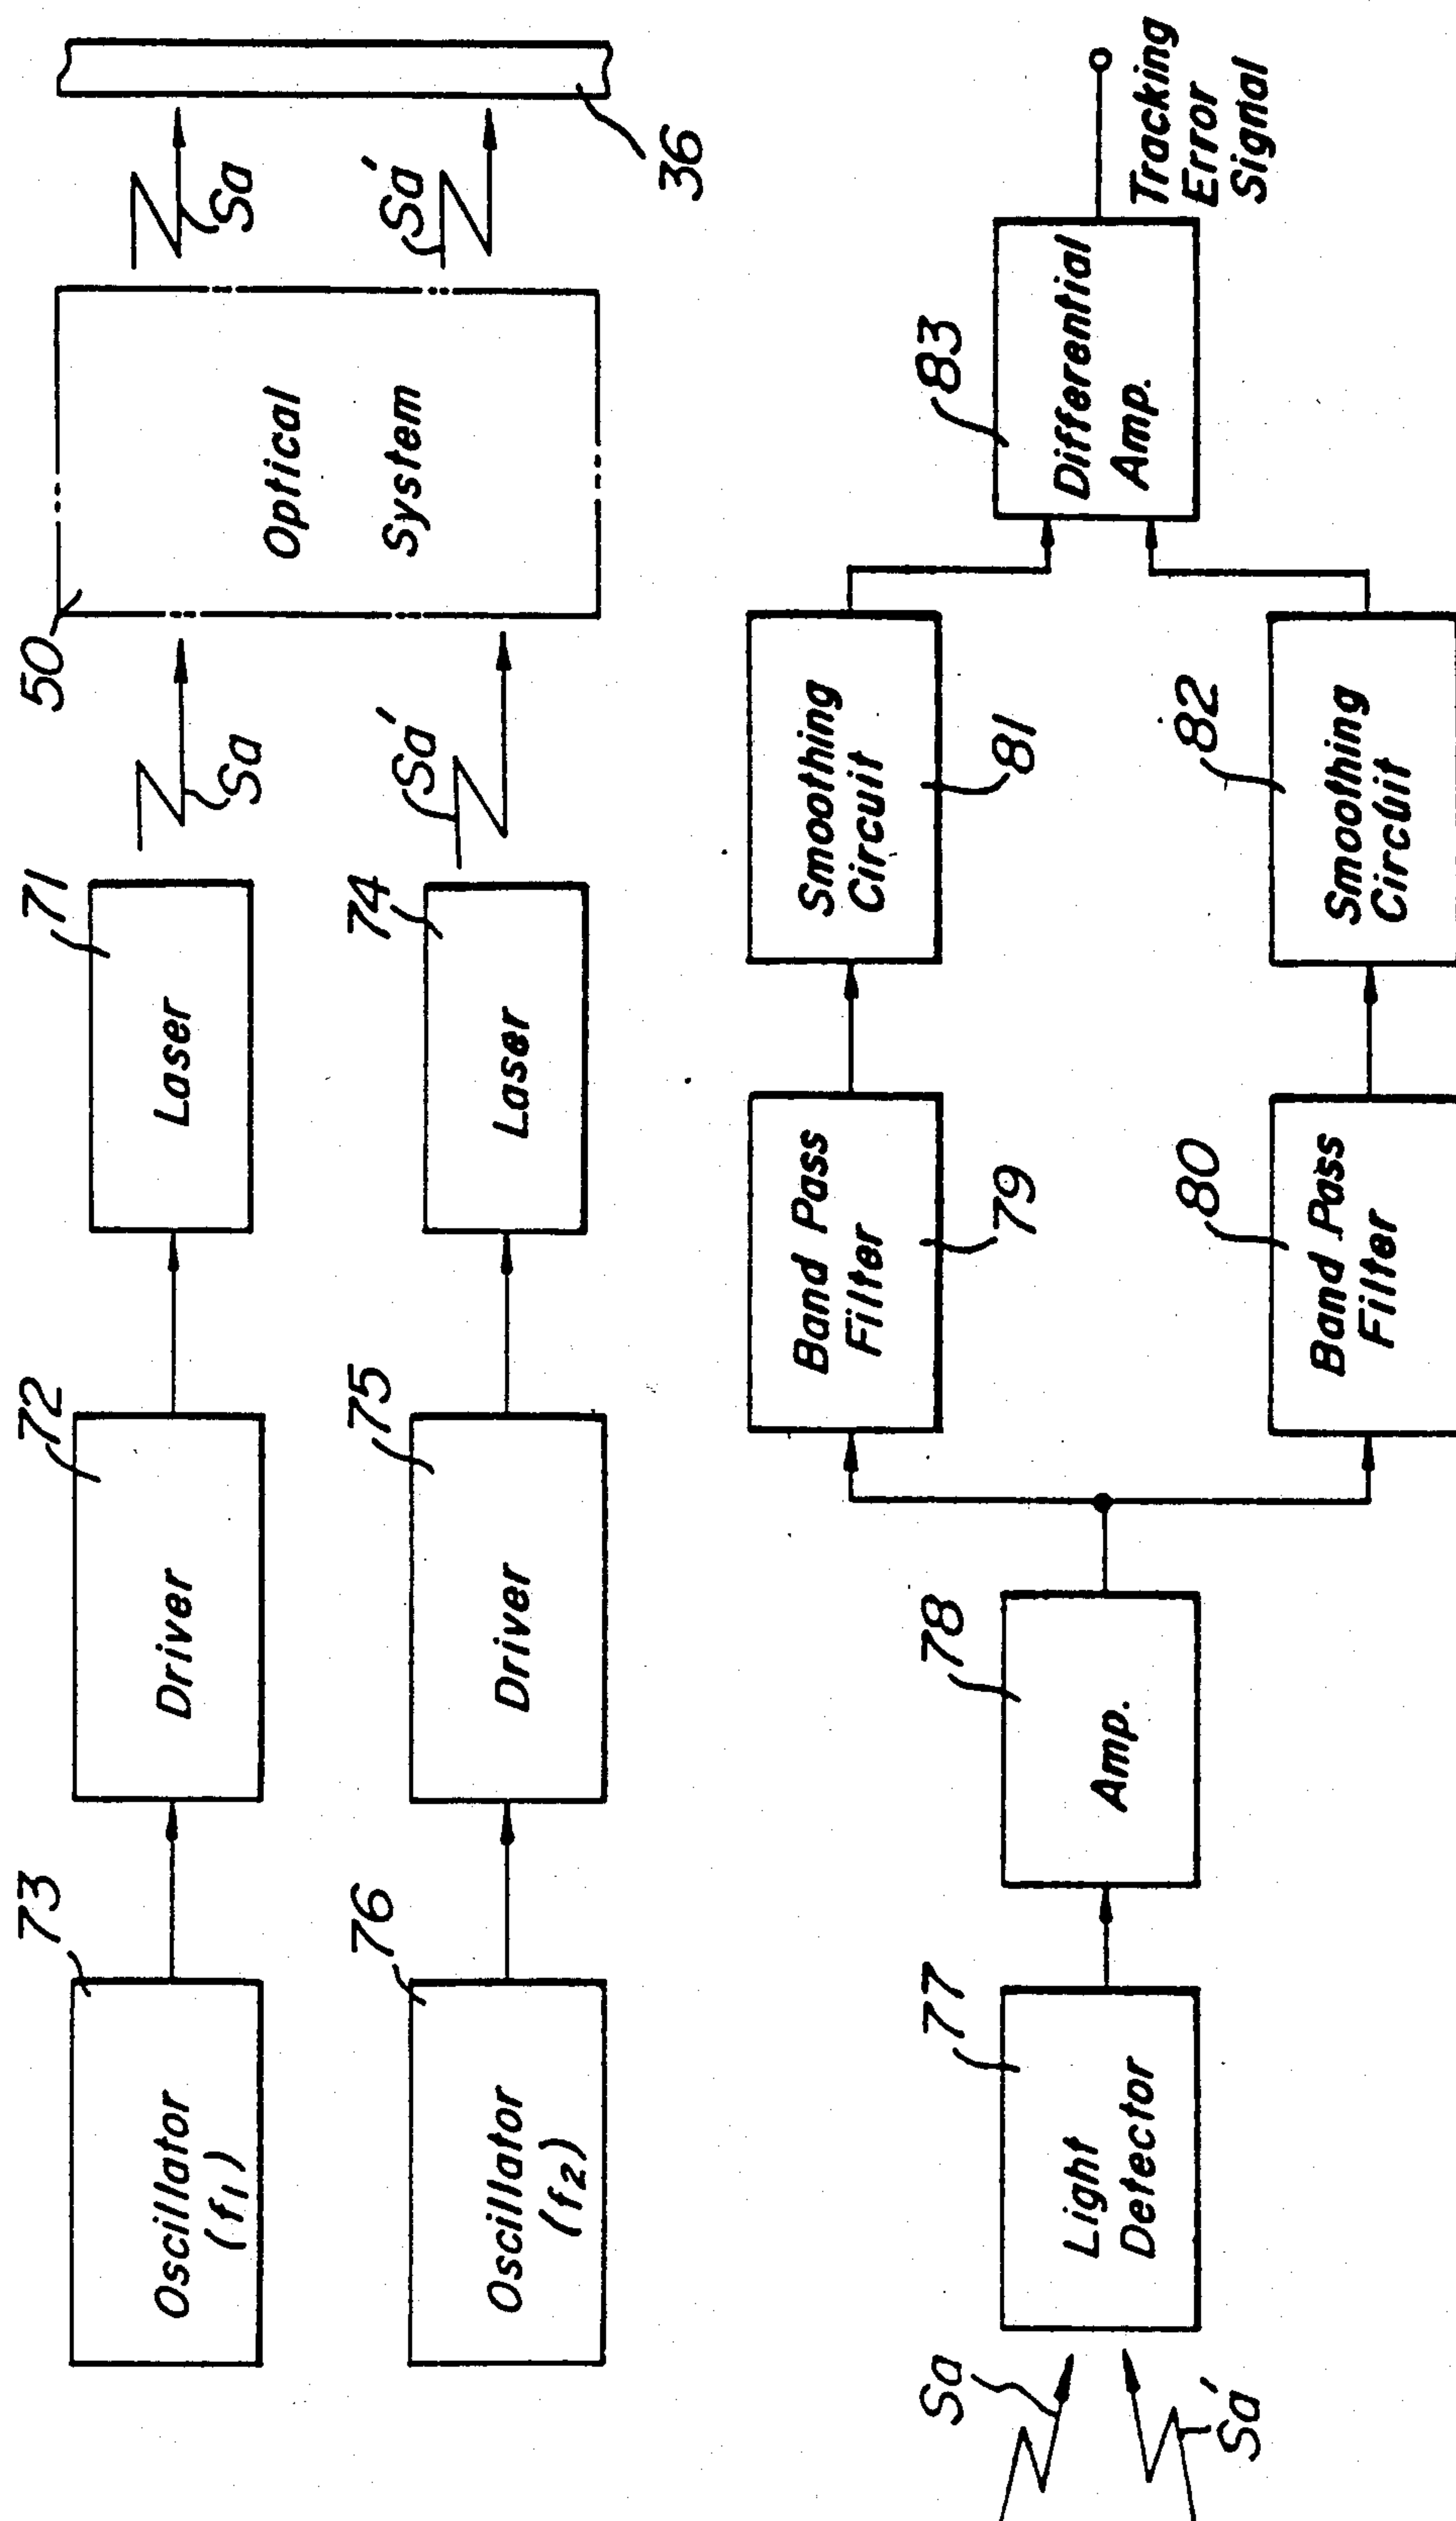 73
72
71
50
Oscillator
(f1)
Driver
Laser
Sa
Optical
System
Sa
76
75
74
Oscillator
(f2)
Driver
Laser
Sa'
Sa'
36
79
81
Band Pass
Filter
Smoothing
Circuit
Sa
77
78
83
Light
Detector
Amp.
Differential
Amp.
Tracking
Error
Signal
Sa'
80
82
Band Pass
Filter
Smoothing
Circuit